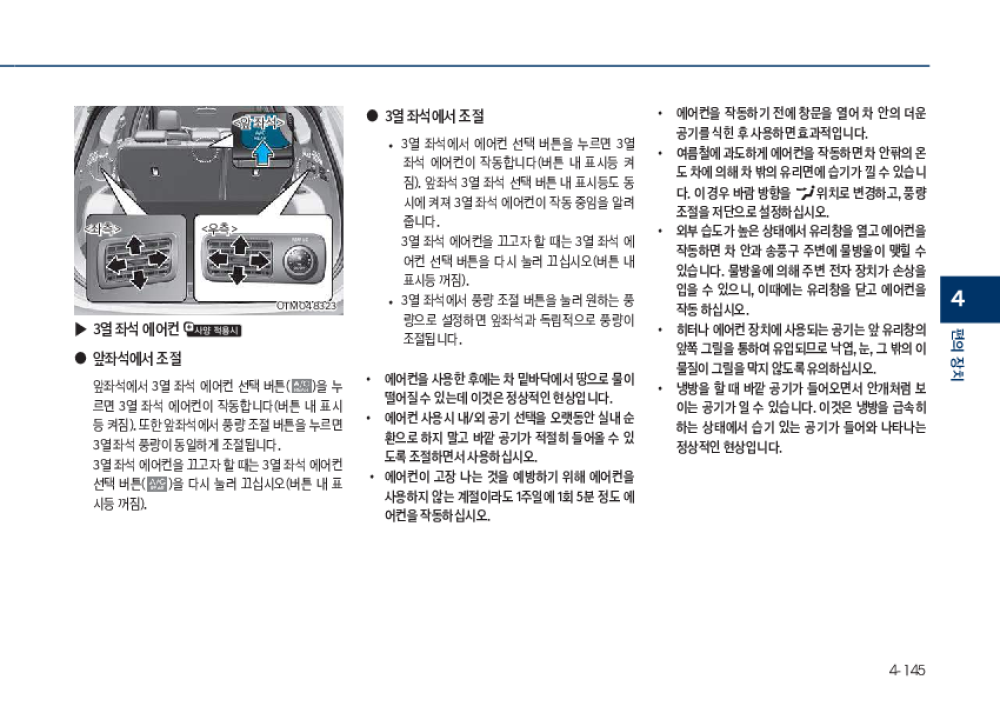 <앞좌석>
<좌측>
<우측>
OTM048323
▶ 3열 좌석 에어컨 사양 적용시
● 앞좌석에서 조절
앞좌석에서 3열 좌석 에어컨 선택 버튼(A/C)을 누
르면 3열 좌석 에어컨이 작동합니다(버튼 내 표시
등 켜짐). 또한 앞좌석에서 풍량 조절 버튼을 누르면
3열 좌석 풍량이 동일하게 조절됩니다.
3열 좌석 에어컨을 끄고자 할 때는 3열 좌석 에어컨
선택 버튼(A/C)을 다시 눌러 끄십시오(버튼 내 표
시등 꺼짐).
● 3열 좌석에서 조절
• 3열 좌석에서 에어컨 선택 버튼을 누르면 3열
좌석 에어컨이 작동합니다(버튼 내 표시등 켜
짐). 앞좌석 3열 좌석 선택 버튼 내 표시등도 동
시에 켜져 3열 좌석 에어컨이 작동 중임을 알려
줍니다.
3열 좌석 에어컨을 끄고자 할 때는 3열 좌석 에
어컨 선택 버튼을 다시 눌러 끄십시오(버튼 내
표시등 꺼짐).
• 3열 좌석에서 풍량 조절 버튼을 눌러 원하는 풍
량으로 설정하면 앞좌석과 독립적으로 풍량이
조절됩니다.
• 에어컨을 사용한 후에는 차 밑바닥에서 땅으로 물이
떨어질 수 있는데 이것은 정상적인 현상입니다.
• 에어컨 사용시 내/외 공기 선택을 오랫동안 실내 순
환으로 하지 말고 바깥 공기가 적절히 들어올 수 있
도록 조절하면서 사용하십시오.
• 에어컨이 고장 나는 것을 예방하기 위해 에어컨을
사용하지 않는 계절이라도 1주일에 1회 5분 정도 에
어컨을 작동하십시오.
• 에어컨을 작동하기 전에 창문을 열어 차 안의 더운
공기를 식힌 후 사용하면 효과적입니다.
• 여름철에 과도하게 에어컨을 작동하면 차 안팎의 온
도 차에 의해 차 밖의 유리면에 습기가 낄 수 있습니
다. 이 경우 바람 방향을 위치로 변경하고, 풍량
조절을 저단으로 설정하십시오.
• 외부 습도가 높은 상태에서 유리창을 열고 에어컨을
작동하면 차 안과 송풍구 주변에 물방울이 맺힐 수
있습니다. 물방울에 의해 주변 전자 장치가 손상을
입을 수 있으니, 이때에는 유리창을 닫고 에어컨을
작동 하십시오.
• 히터나 에어컨 장치에 사용되는 공기는 앞 유리창의
앞쪽 그릴을 통하여 유입되므로 낙엽, 눈, 그 밖의 이
물질이 그릴을 막지 않도록 유의하십시오.
• 냉방을 할 때 바깥 공기가 들어오면서 안개처럼 보
이는 공기가 일 수 있습니다. 이것은 냉방을 급속히
하는 상태에서 습기 있는 공기가 들어와 나타나는
정상적인 현상입니다.
4
편의 장치
4-145